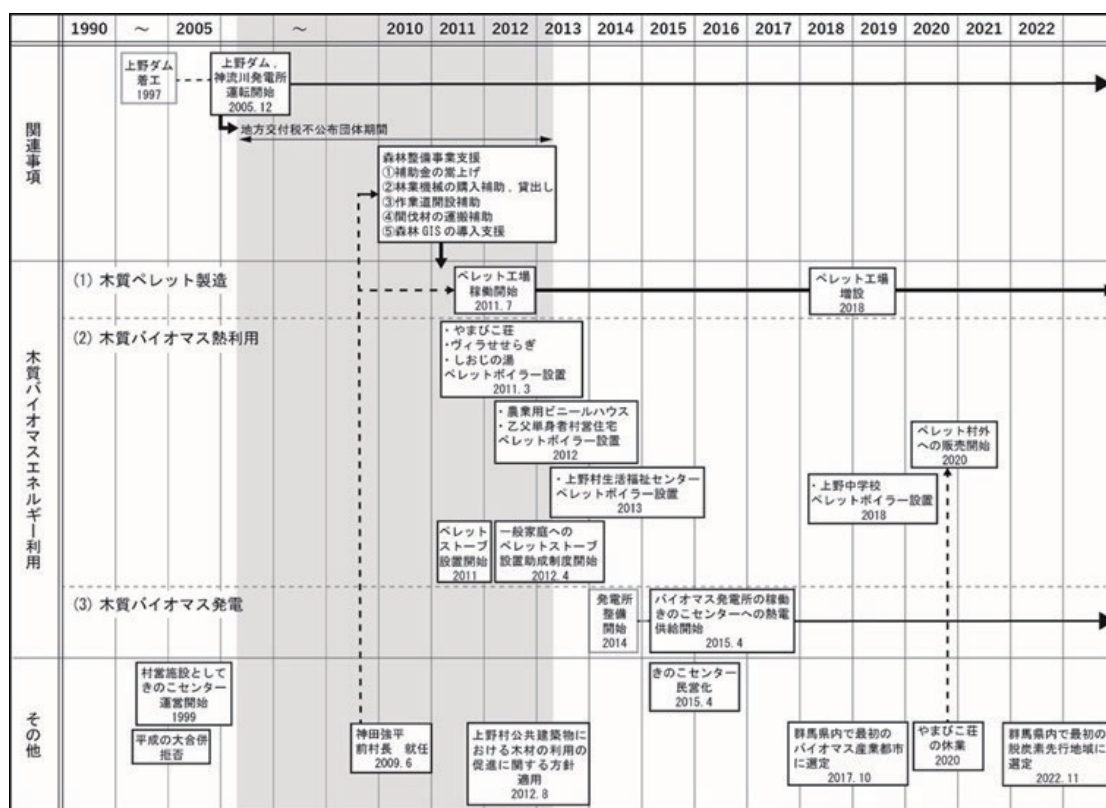 1990 ～ 2005 ～ 2010 2011 2012 2013 2014 2015 2016 2017 2018 2019 2020 2021 2022
関連事項
上野ダム
着工
1997
上野ダム，
神流川発電所
運転開始
2005.12
地方交付税不公布団体期間
森林整備事業支援
①補助金の嵩上げ
②林業機械の購入補助，貸出し
③作業道開設補助
④間伐材の運搬補助
⑤森林GISの導入支援
木質バイオマスエネルギー利用
(1) 木質ペレット製造
ペレット工場
稼働開始
2011.7
ペレット工場
増設
2018
(2) 木質バイオマス熱利用
・やまびこ荘
・ヴィラせせらぎ
・しおじの湯
ペレットボイラー設置
2011.3
・農業用ビニールハウス
・乙父単身者村営住宅
ペレットボイラー設置
2012
・上野村生活福祉センター
ペレットボイラー設置
2013
ペレット
ストーブ
設置開始
2011
一般家庭への
ペレットストーブ
設置助成制度開始
2012.4
・上野中学校
ペレットボイラー設置
2018
ペレット村外
への販売開始
2020
(3) 木質バイオマス発電
発電所
整備
開始
2014
バイオマス発電所の稼働
きのこセンターへの熱電
供給開始
2015.4
その他
村営施設として
きのこセンター
運営開始
1999
平成の大合併
拒否
神田強平
前村長 就任
2009.6
上野村公共建築物に
おける木材の利用の
促進に関する方針
適用
2012.8
きのこセンター
民営化
2015.4
群馬県内で最初の
バイオマス産業都市
に選定
2017.10
やまびこ荘
の休業
2020
群馬県内で最初の
脱炭素先行地域に
選定
2022.11